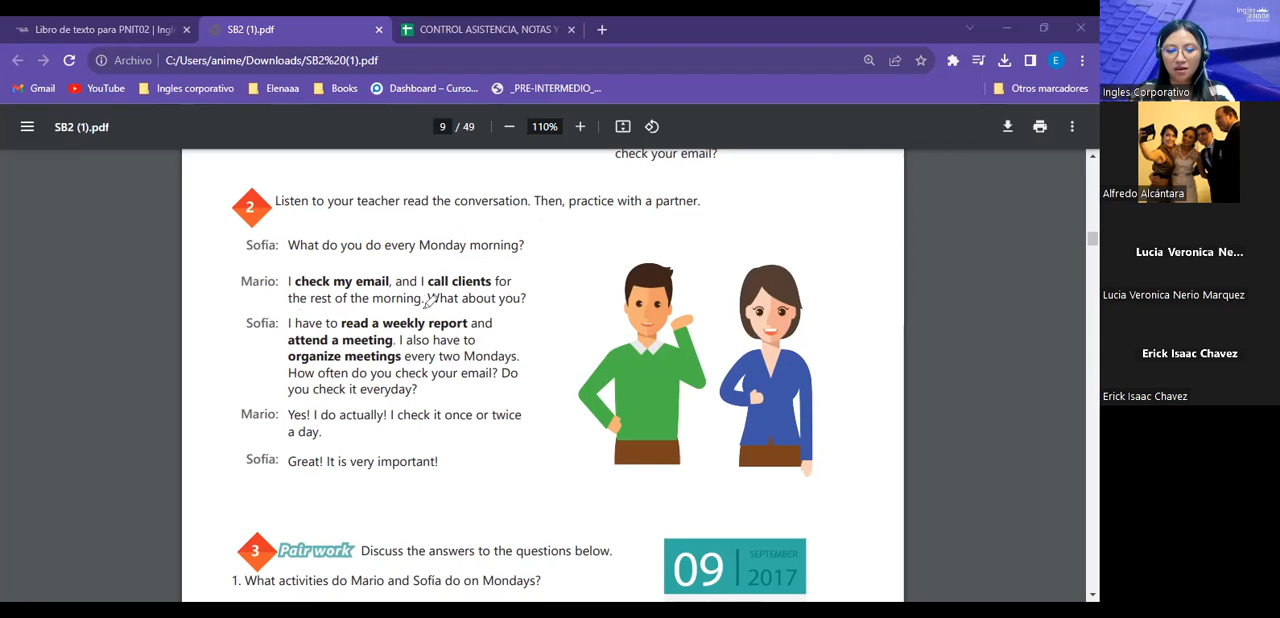 Libro de texto para PNIT02 | Ingle
SB2 (1).pdf
CONTROL ASISTENCIA, NOTAS Y
Archivo
C:/Users/anime/Downloads/SB2%20(1).pdf
Gmail
YouTube
Ingles corporativo
Elenaaa
Books
Dashboard – Curso...
_PRE-INTERMEDIO_...
Otros marcadores
SB2 (1).pdf
9 / 49
110%
check your email?
2 Listen to your teacher read the conversation. Then, practice with a partner.
Sofía: What do you do every Monday morning?
Mario: I check my email, and I call clients for
the rest of the morning. What about you?
Sofía: I have to read a weekly report and
attend a meeting. I also have to
organize meetings every two Mondays.
How often do you check your email? Do
you check it everyday?
Mario: Yes! I do actually! I check it once or twice
a day.
Sofía: Great! It is very important!
3 Pair work Discuss the answers to the questions below.
1. What activities do Mario and Sofía do on Mondays?
09 SEPTEMBER
2017
Ingles Corporativo
Alfredo Alcántara
Lucia Veronica Ne...
Lucia Veronica Nerio Marquez
Erick Isaac Chavez
Erick Isaac Chavez